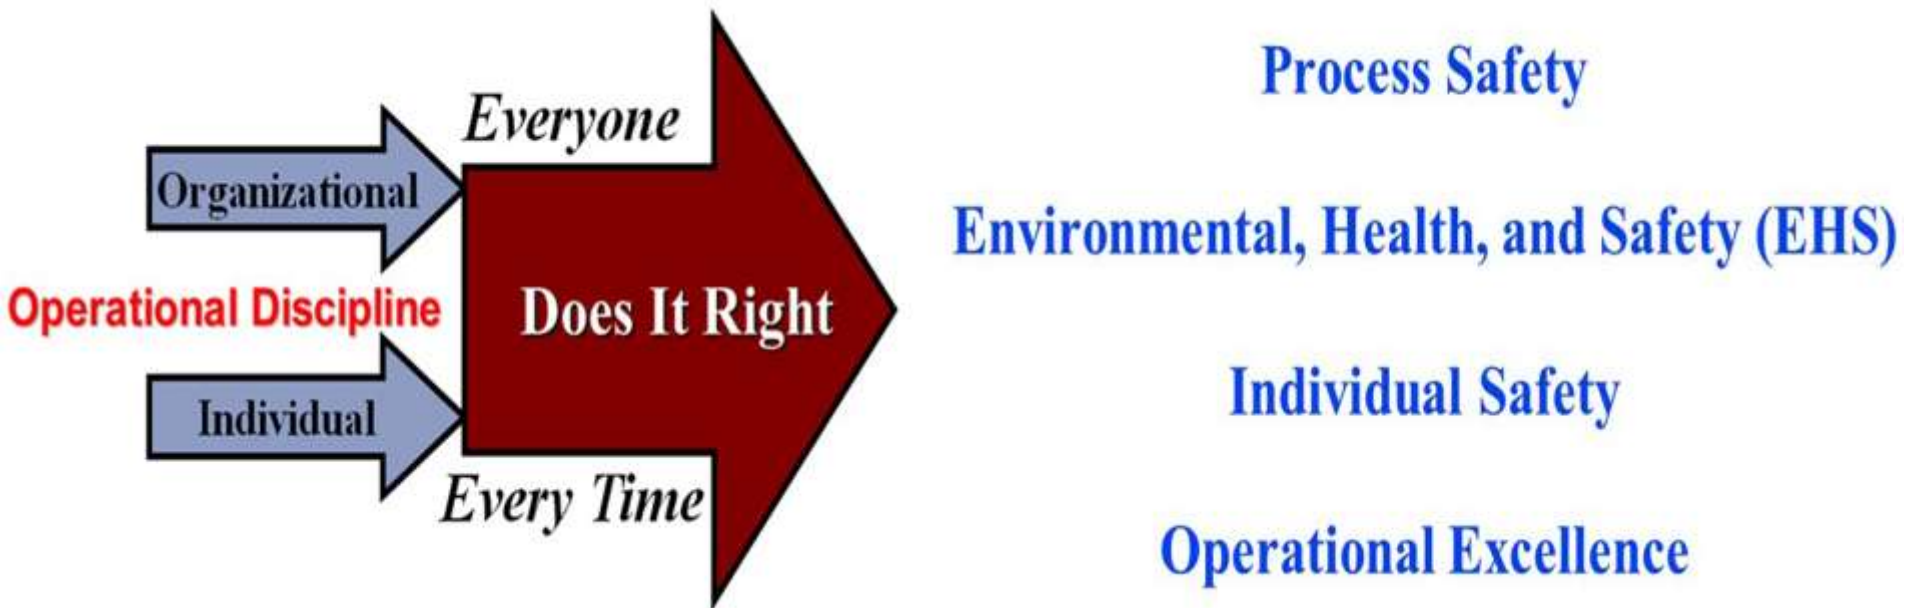 Organizational
Operational Discipline
Individual
Everyone
Does It Right
Every Time
Process Safety
Environmental, Health, and Safety (EHS)
Individual Safety
Operational Excellence